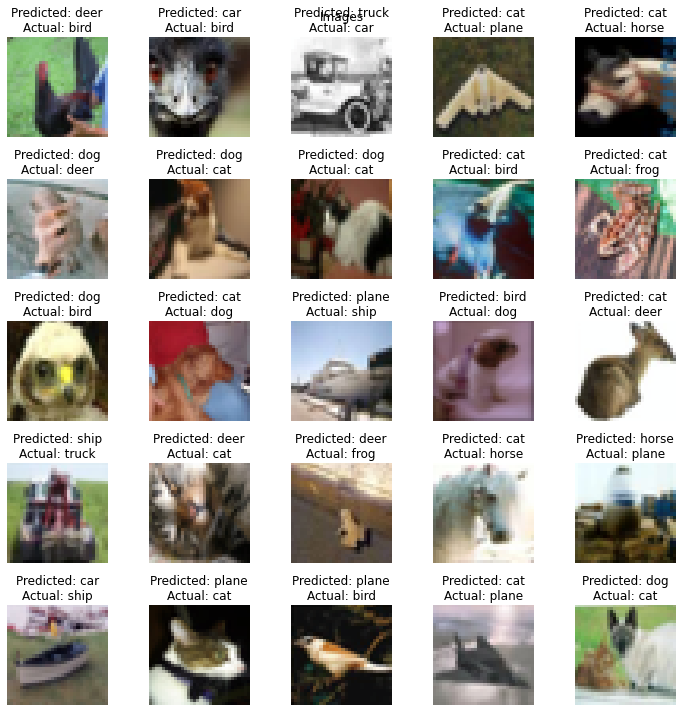 Images
Predicted: deer
Actual: bird
Predicted: car
Actual: bird
Predicted: truck
Actual: car
Predicted: cat
Actual: plane
Predicted: cat
Actual: horse
Predicted: dog
Actual: deer
Predicted: dog
Actual: cat
Predicted: dog
Actual: cat
Predicted: cat
Actual: bird
Predicted: cat
Actual: frog
Predicted: dog
Actual: bird
Predicted: cat
Actual: dog
Predicted: plane
Actual: ship
Predicted: bird
Actual: dog
Predicted: cat
Actual: deer
Predicted: ship
Actual: truck
Predicted: deer
Actual: cat
Predicted: deer
Actual: frog
Predicted: cat
Actual: horse
Predicted: horse
Actual: plane
Predicted: car
Actual: ship
Predicted: plane
Actual: cat
Predicted: plane
Actual: bird
Predicted: cat
Actual: plane
Predicted: dog
Actual: cat